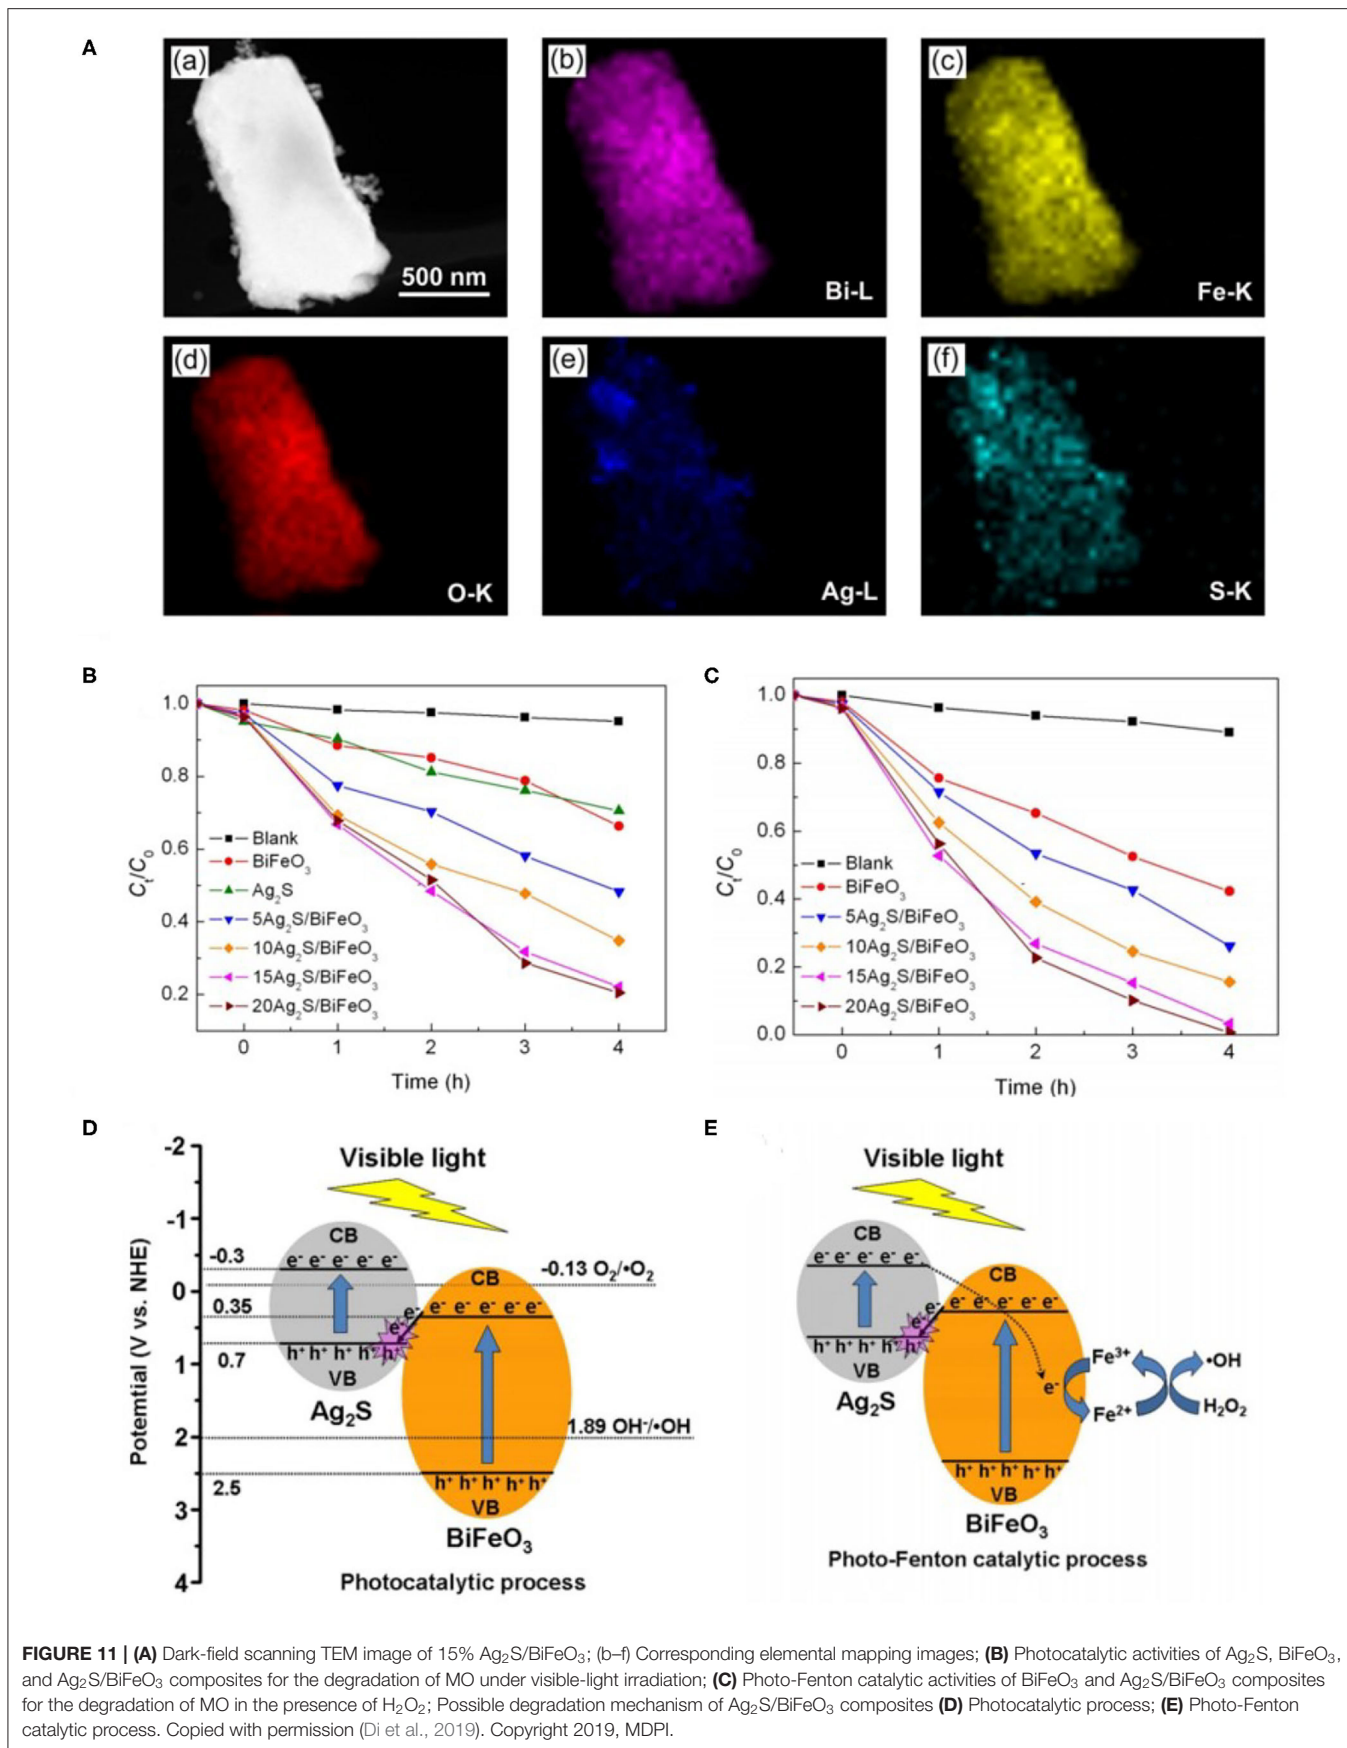 A
(a)
500 nm
(b)
Bi-L
(c)
Fe-K
(d)
O-K
(e)
Ag-L
(f)
S-K
B
1.0
0.8
0.6
0.4
0.2
Ct/C0
Blank
BiFeO3
Ag2S
5Ag2S/BiFeO3
10Ag2S/BiFeO3
15Ag2S/BiFeO3
20Ag2S/BiFeO3
0 1 2 3 4
Time (h)
C
1.0
0.8
0.6
0.4
0.2
0.0
Ct/C0
Blank
BiFeO3
5Ag2S/BiFeO3
10Ag2S/BiFeO3
15Ag2S/BiFeO3
20Ag2S/BiFeO3
0 1 2 3 4
Time (h)
D
Potemtial (V vs. NHE)
-2
-1
0
1
2
3
4
Visible light
CB
-0.3
e- e- e- e- e-
-0.13 O2/•O2
CB
0.35
e-
e- e- e- e- e-
e-
0.7
h+ h+ h+ h+ h+
VB
Ag2S
1.89 OH-/•OH
2.5
h+ h+ h+ h+ h+
VB
BiFeO3
Photocatalytic process
E
Visible light
CB
e- e- e- e- e-
CB
e-
e- e- e- e- e-
e-
h+ h+ h+ h+ h+
VB
Ag2S
e-
Fe3+
•OH
Fe2+
H2O2
h+ h+ h+ h+ h+
VB
BiFeO3
Photo-Fenton catalytic process
FIGURE 11 | (A) Dark-field scanning TEM image of 15% Ag2S/BiFeO3; (b–f) Corresponding elemental mapping images; (B) Photocatalytic activities of Ag2S, BiFeO3,
and Ag2S/BiFeO3 composites for the degradation of MO under visible-light irradiation; (C) Photo-Fenton catalytic activities of BiFeO3 and Ag2S/BiFeO3 composites
for the degradation of MO in the presence of H2O2; Possible degradation mechanism of Ag2S/BiFeO3 composites (D) Photocatalytic process; (E) Photo-Fenton
catalytic process. Copied with permission (Di et al., 2019). Copyright 2019, MDPI.